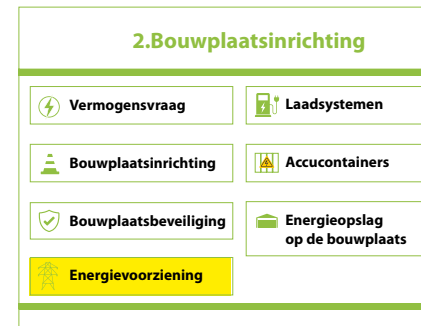 2.Bouwplaatsinrichting
Vermogensvraag
Bouwplaatsinrichting
Bouwplaatsbeveiliging
Energievoorziening
Laadsystemen
Accucontainers
Energieopslag
op de bouwplaats